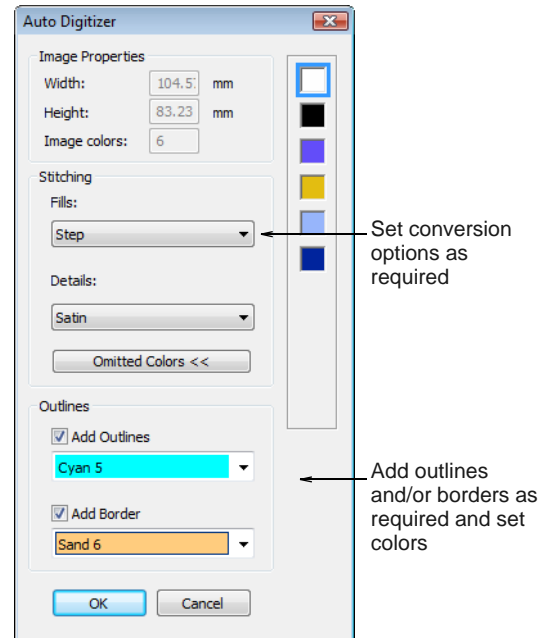 Auto Digitizer
Image Properties
Width: 104.5 mm
Height: 83.23 mm
Image colors: 6
Stitching
Fills:
Step
Details:
Satin
Omitted Colors <<
Outlines
Add Outlines
Cyan 5
Add Border
Sand 6
OK Cancel
Set conversion
options as
required
Add outlines
and/or borders as
required and set
colors